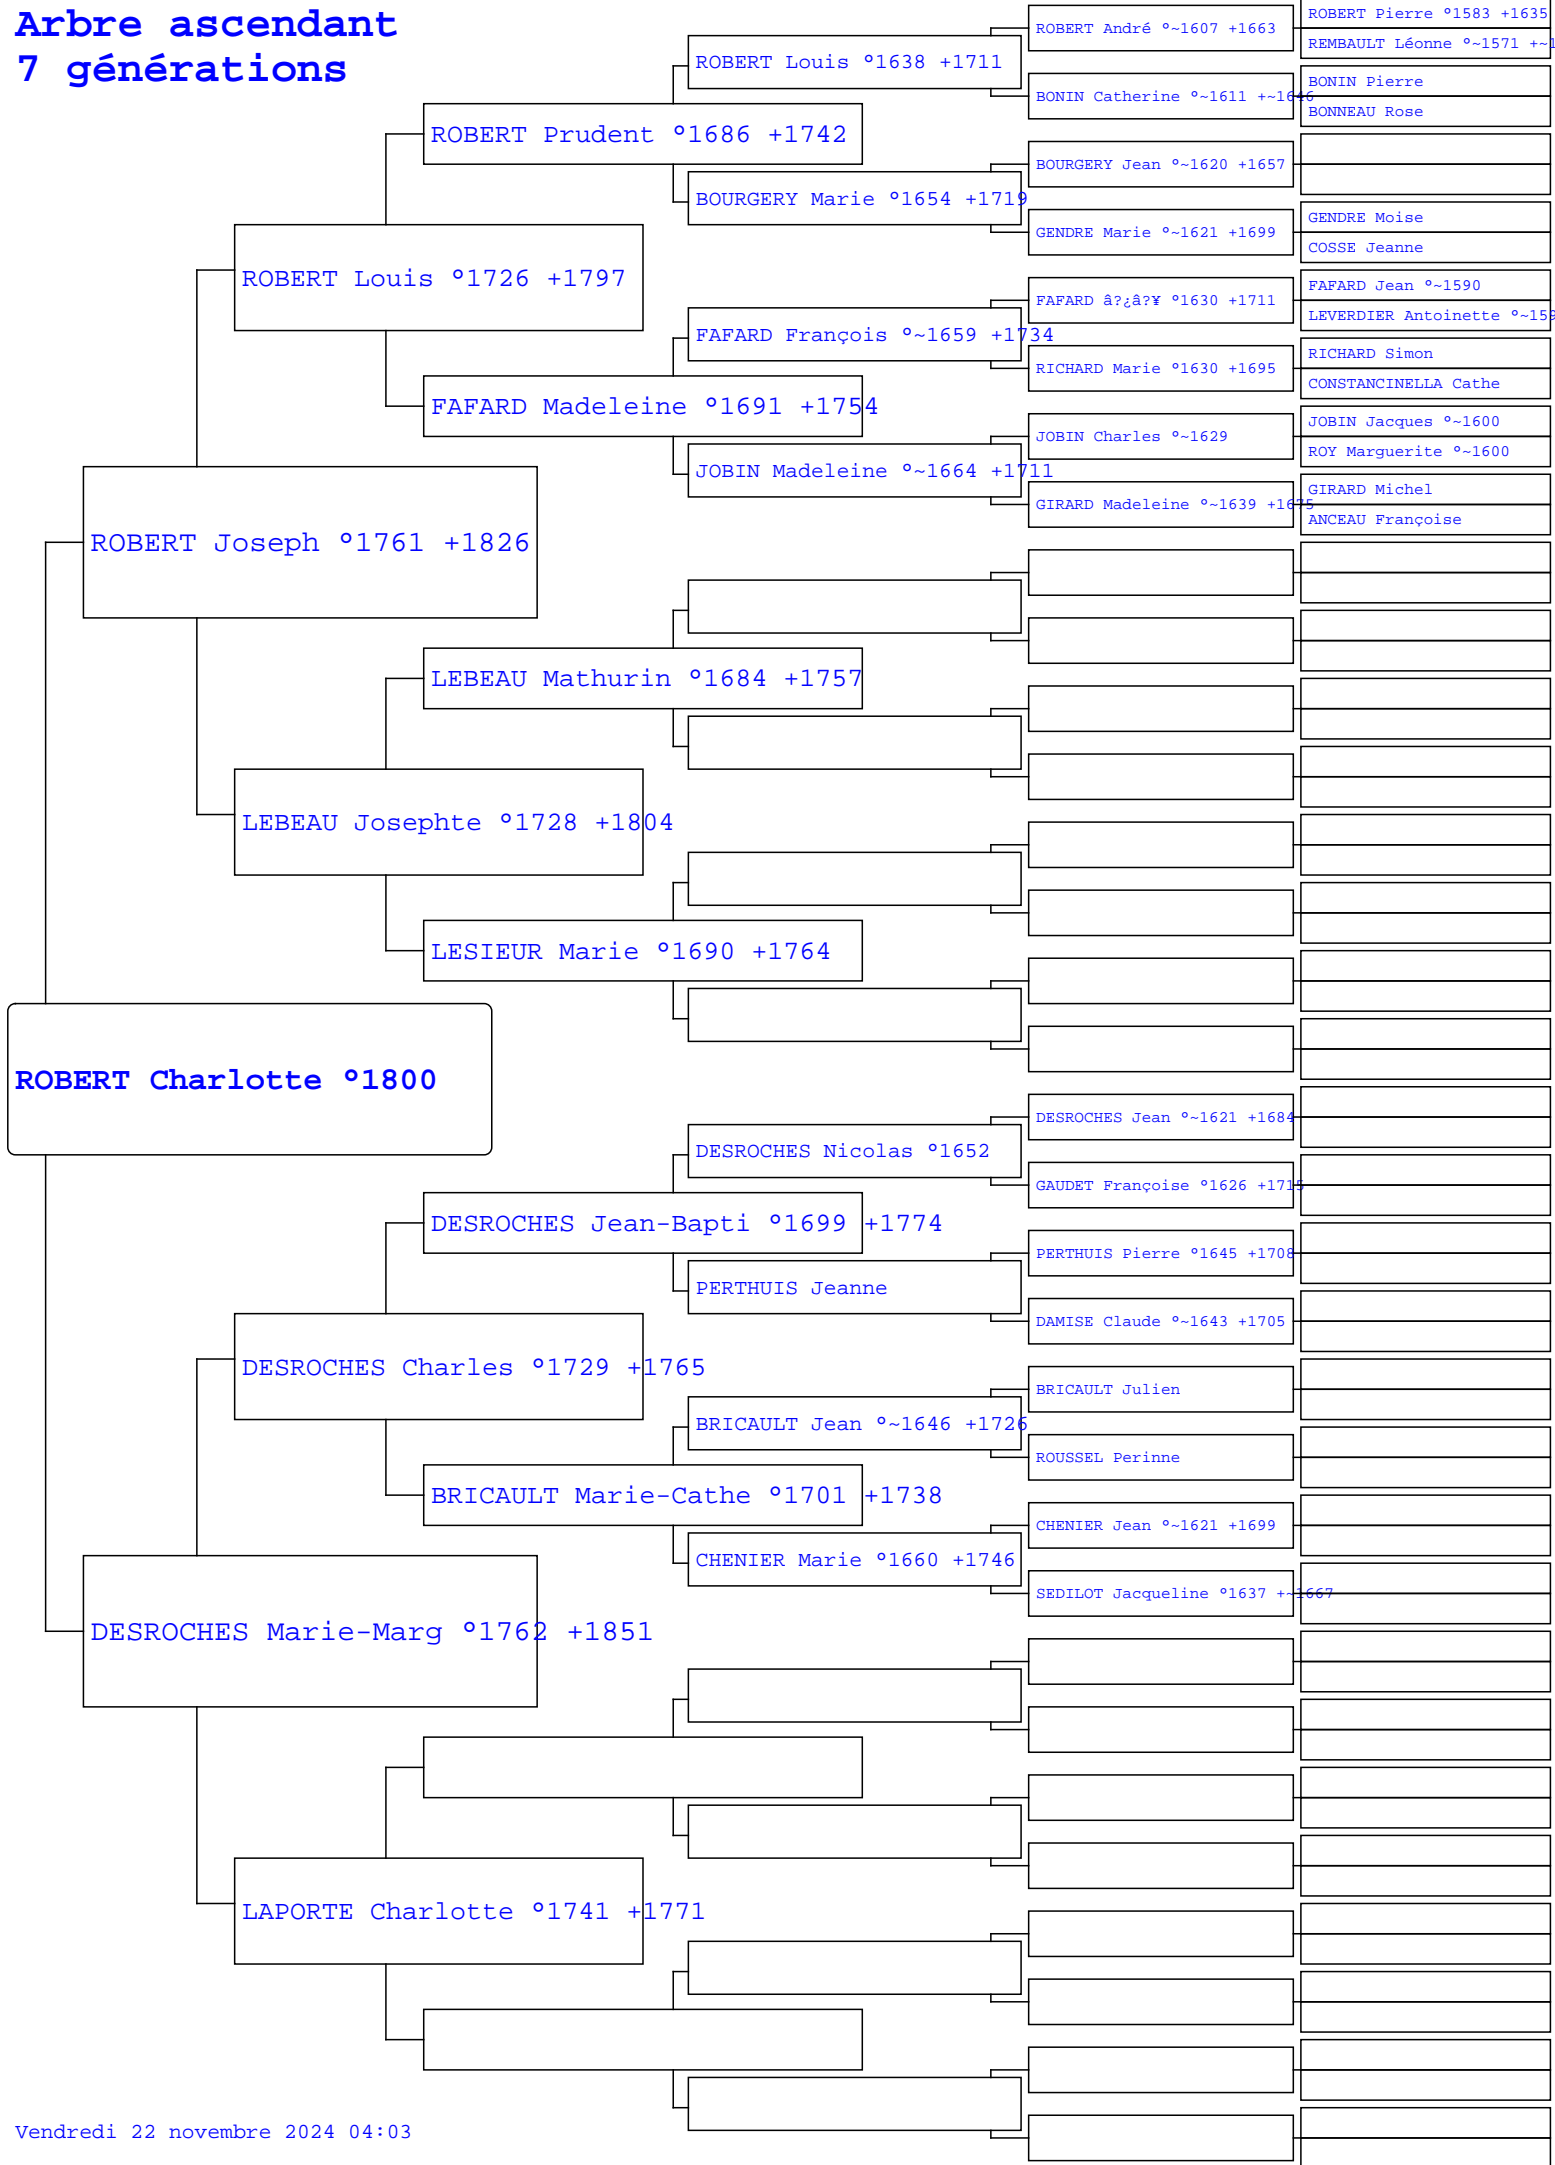 Arbre ascendant
7 générations
ROBERT Charlotte °1800
ROBERT Joseph °1761 +1826
DESROCHES Marie-Marg °1762 +1851
ROBERT Louis °1726 +1797
LEBEAU Josephte °1728 +1804
DESROCHES Charles °1729 +1765
LAPORTE Charlotte °1741 +1771
ROBERT Prudent °1686 +1742
FAFARD Madeleine °1691 +1754
LEBEAU Mathurin °1684 +1757
LESIEUR Marie °1690 +1764
DESROCHES Jean-Bapti °1699 +1774
BRICAULT Marie-Cathe °1701 +1738
ROBERT Louis °1638 +1711
BOURGERY Marie °1654 +1719
FAFARD François °~1659 +1734
JOBIN Madeleine °~1664 +1711
DESROCHES Nicolas °1652
PERTHUIS Jeanne
BRICAULT Jean °~1646 +1726
CHENIER Marie °1660 +1746
ROBERT André °~1607 +1663
BONIN Catherine °~1611 +~1646
BOURGERY Jean °~1620 +1657
GENDRE Marie °~1621 +1699
FAFARD â?¿â?¥ °1630 +1711
RICHARD Marie °1630 +1695
JOBIN Charles °~1629
GIRARD Madeleine °~1639 +1675
DESROCHES Jean °~1621 +1684
GAUDET Françoise °1626 +1715
PERTHUIS Pierre °1645 +1708
DAMISE Claude °~1643 +1705
BRICAULT Julien
ROUSSEL Perinne
CHENIER Jean °~1621 +1699
SEDILOT Jacqueline °1637 +~1667
ROBERT Pierre °1583 +1635
REMBAULT Léonne °~1571 +~1
BONIN Pierre
BONNEAU Rose
GENDRE Moise
COSSE Jeanne
FAFARD Jean °~1590
LEVERDIER Antoinette °~159
RICHARD Simon
CONSTANCINELLA Cathe
JOBIN Jacques °~1600
ROY Marguerite °~1600
GIRARD Michel
ANCEAU Françoise
Vendredi 22 novembre 2024 04:03